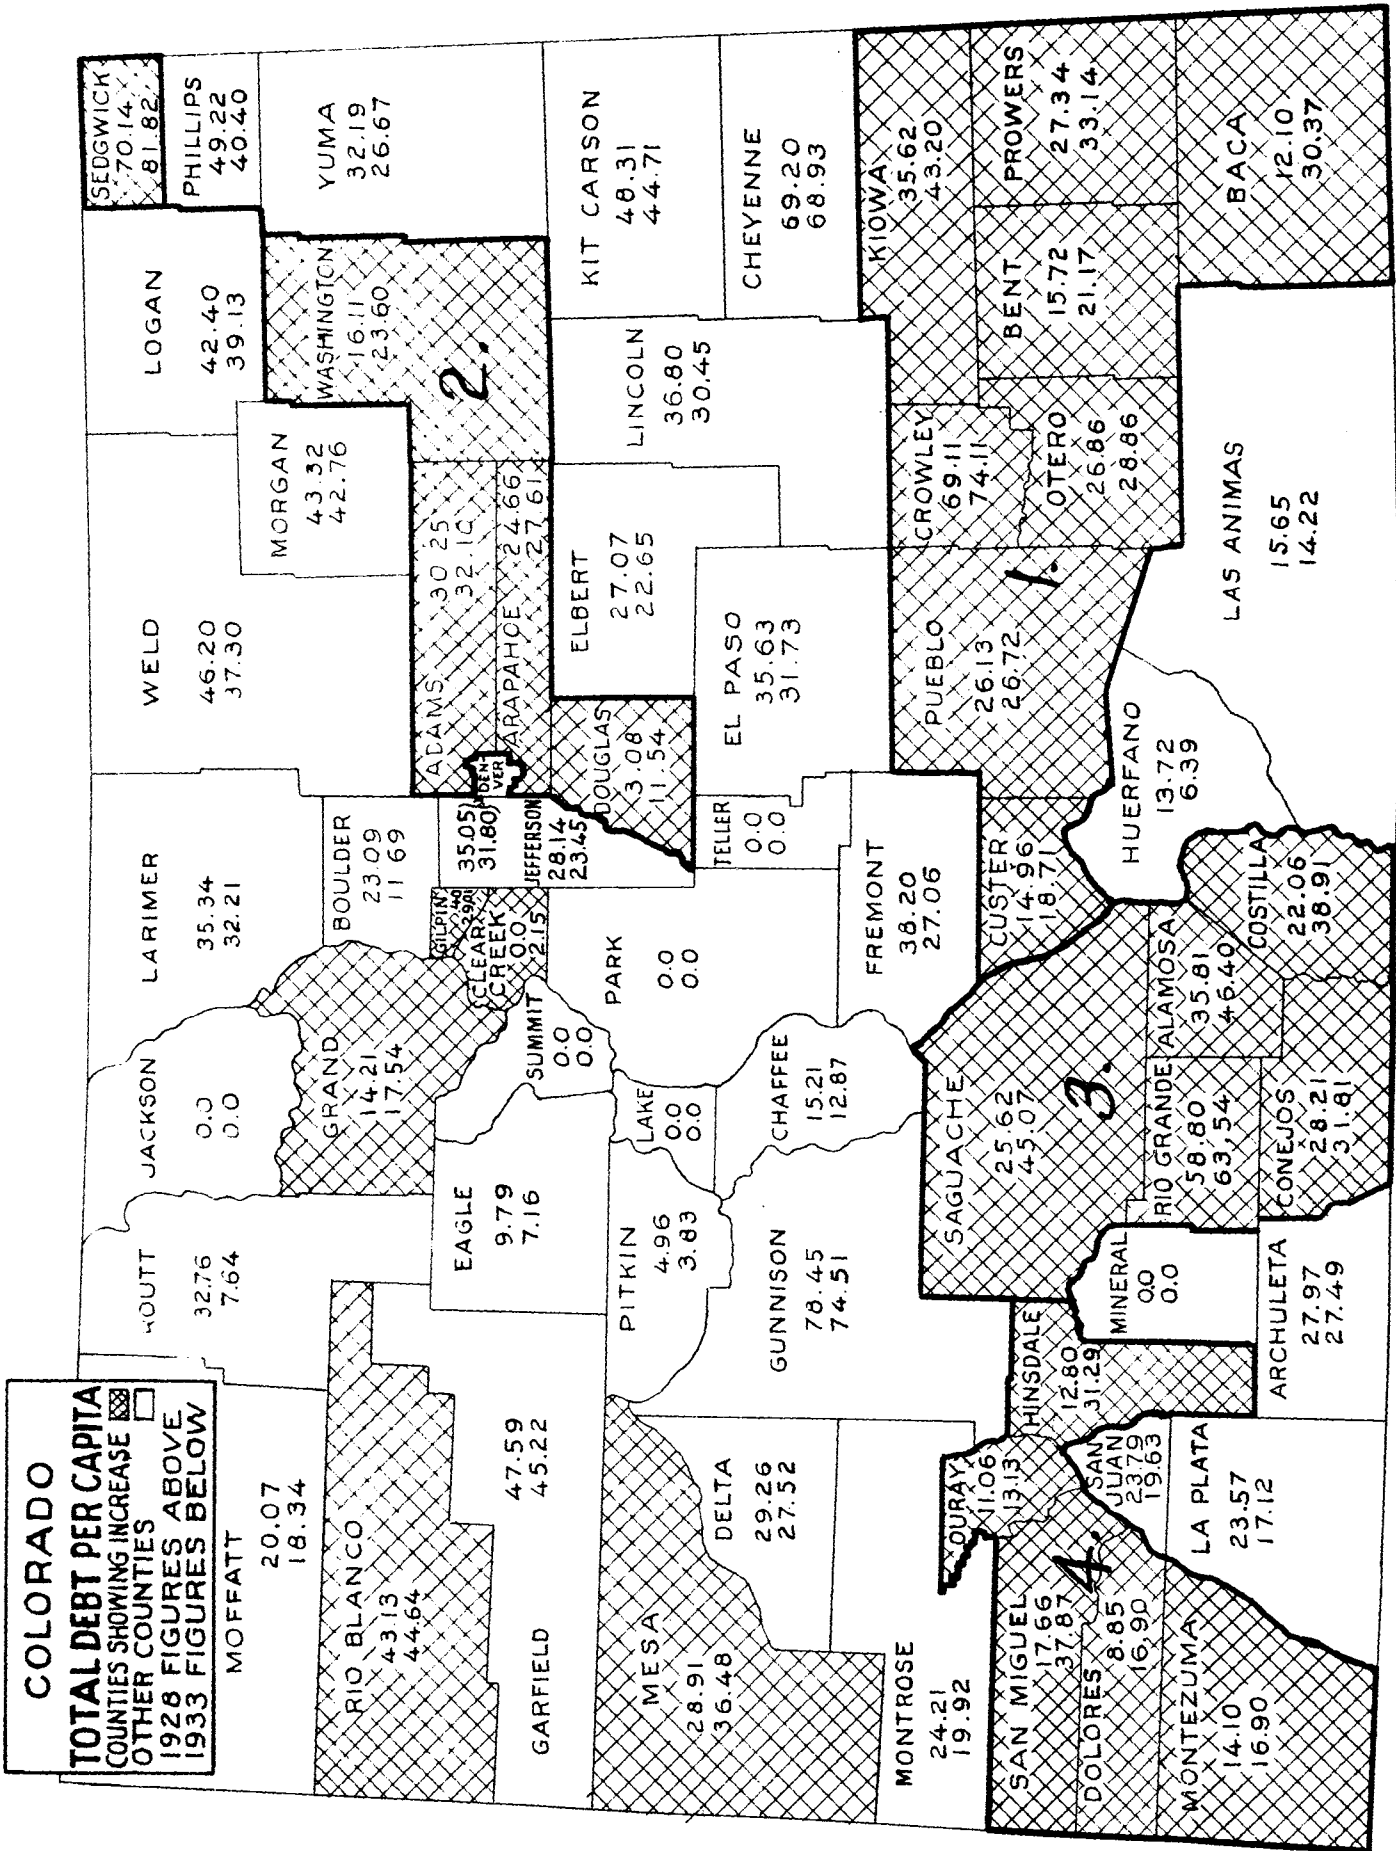 COLORADO
TOTAL DEBT PER CAPITA
COUNTIES SHOWING INCREASE
OTHER COUNTIES
1928 FIGURES ABOVE
1933 FIGURES BELOW
MOFFATT
20.07
18.34
ROUTT
32.76
7.64
JACKSON
0.0
0.0
LARIMER
35.34
32.21
WELD
46.20
37.30
LOGAN
42.40
39.13
SEDGWICK
70.14
81.82
PHILLIPS
49.22
40.40
MORGAN
43.32
42.76
WASHINGTON
16.11
23.60
2.
YUMA
32.19
26.67
RIO BLANCO
43.13
44.64
GRAND
14.21
17.54
BOULDER
23.09
11 69
GILPIN
CLEAR
CREEK
0.0
2.15
35.05
31.80
DEN-
VER
JEFFERSON
28.14
23.45
ADAMS 30 25
32.10
ARAPAHOE 24.66
27.61
GARFIELD
47.59
45.22
EAGLE
9.79
7.16
SUMMIT
0.0
0.0
PARK
0.0
0.0
DOUGLAS
3.08
11.54
ELBERT
27.07
22.65
LINCOLN
36.80
30.45
KIT CARSON
48.31
44.71
MESA
28.91
36.48
DELTA
29.26
27.52
PITKIN
4.96
3.83
LAKE
0.0
0.0
CHAFFEE
15.21
12.87
TELLER
0.0
0.0
EL PASO
35.63
31.73
CHEYENNE
69.20
68.93
MONTROSE
24.21
19.92
GUNNISON
78.45
74.51
FREMONT
38.20
27.06
PUEBLO
26.13
26.72
1.
CROWLEY
69.11
74.11
KIOWA
35.62
43.20
OURAY
11.06
13.13
SAN MIGUEL
17.66
37.87
4.
DOLORES
8.85
16.90
SAN
JUAN
23.79
19.63
HINSDALE
12.80
31.29
SAGUACHE
25.62
45.07
3.
CUSTER
14.96
18.71
OTERO
26.86
28.86
BENT
15.72
21.17
PROWERS
27.34
33.14
MONTEZUMA
14.10
16.90
LA PLATA
23.57
17.12
MINERAL
0.0
0.0
ARCHULETA
27.97
27.49
RIO GRANDE
58.80
63,54
ALAMOSA
35.81
46.40
CONEJOS
28.21
31.81
COSTILLA
22.06
38.91
HUERFANO
13.72
6.39
LAS ANIMAS
15.65
14.22
BACA
12.10
30.37